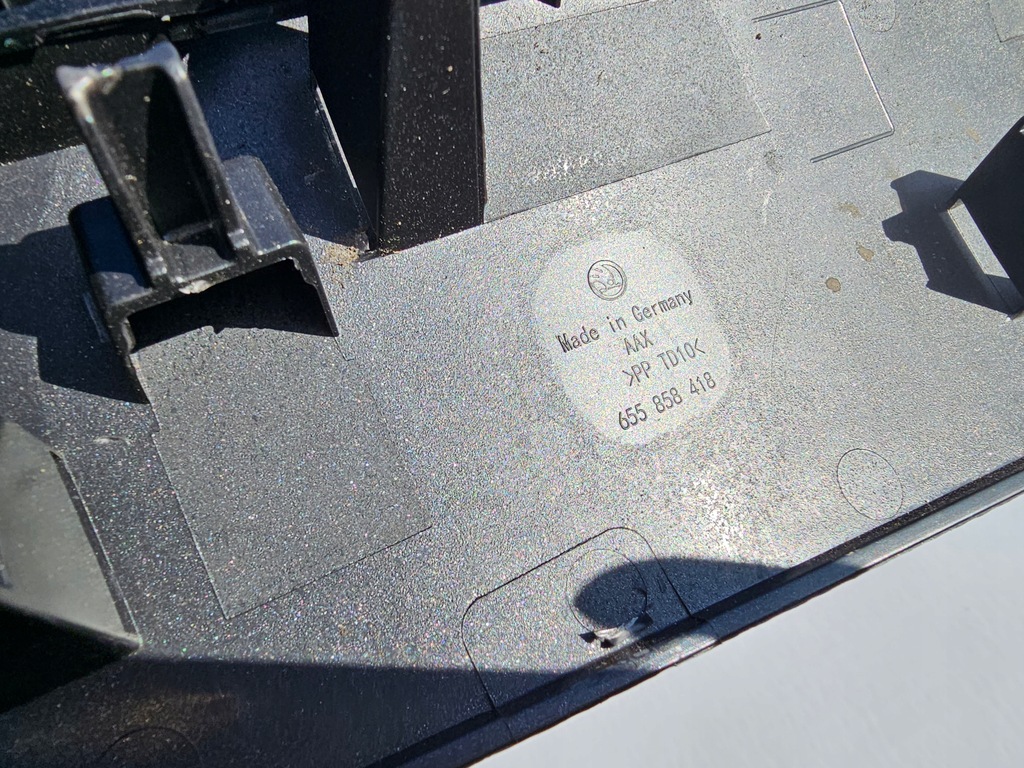 Made in Germany
AAX
>PP TD10<
655 858 418